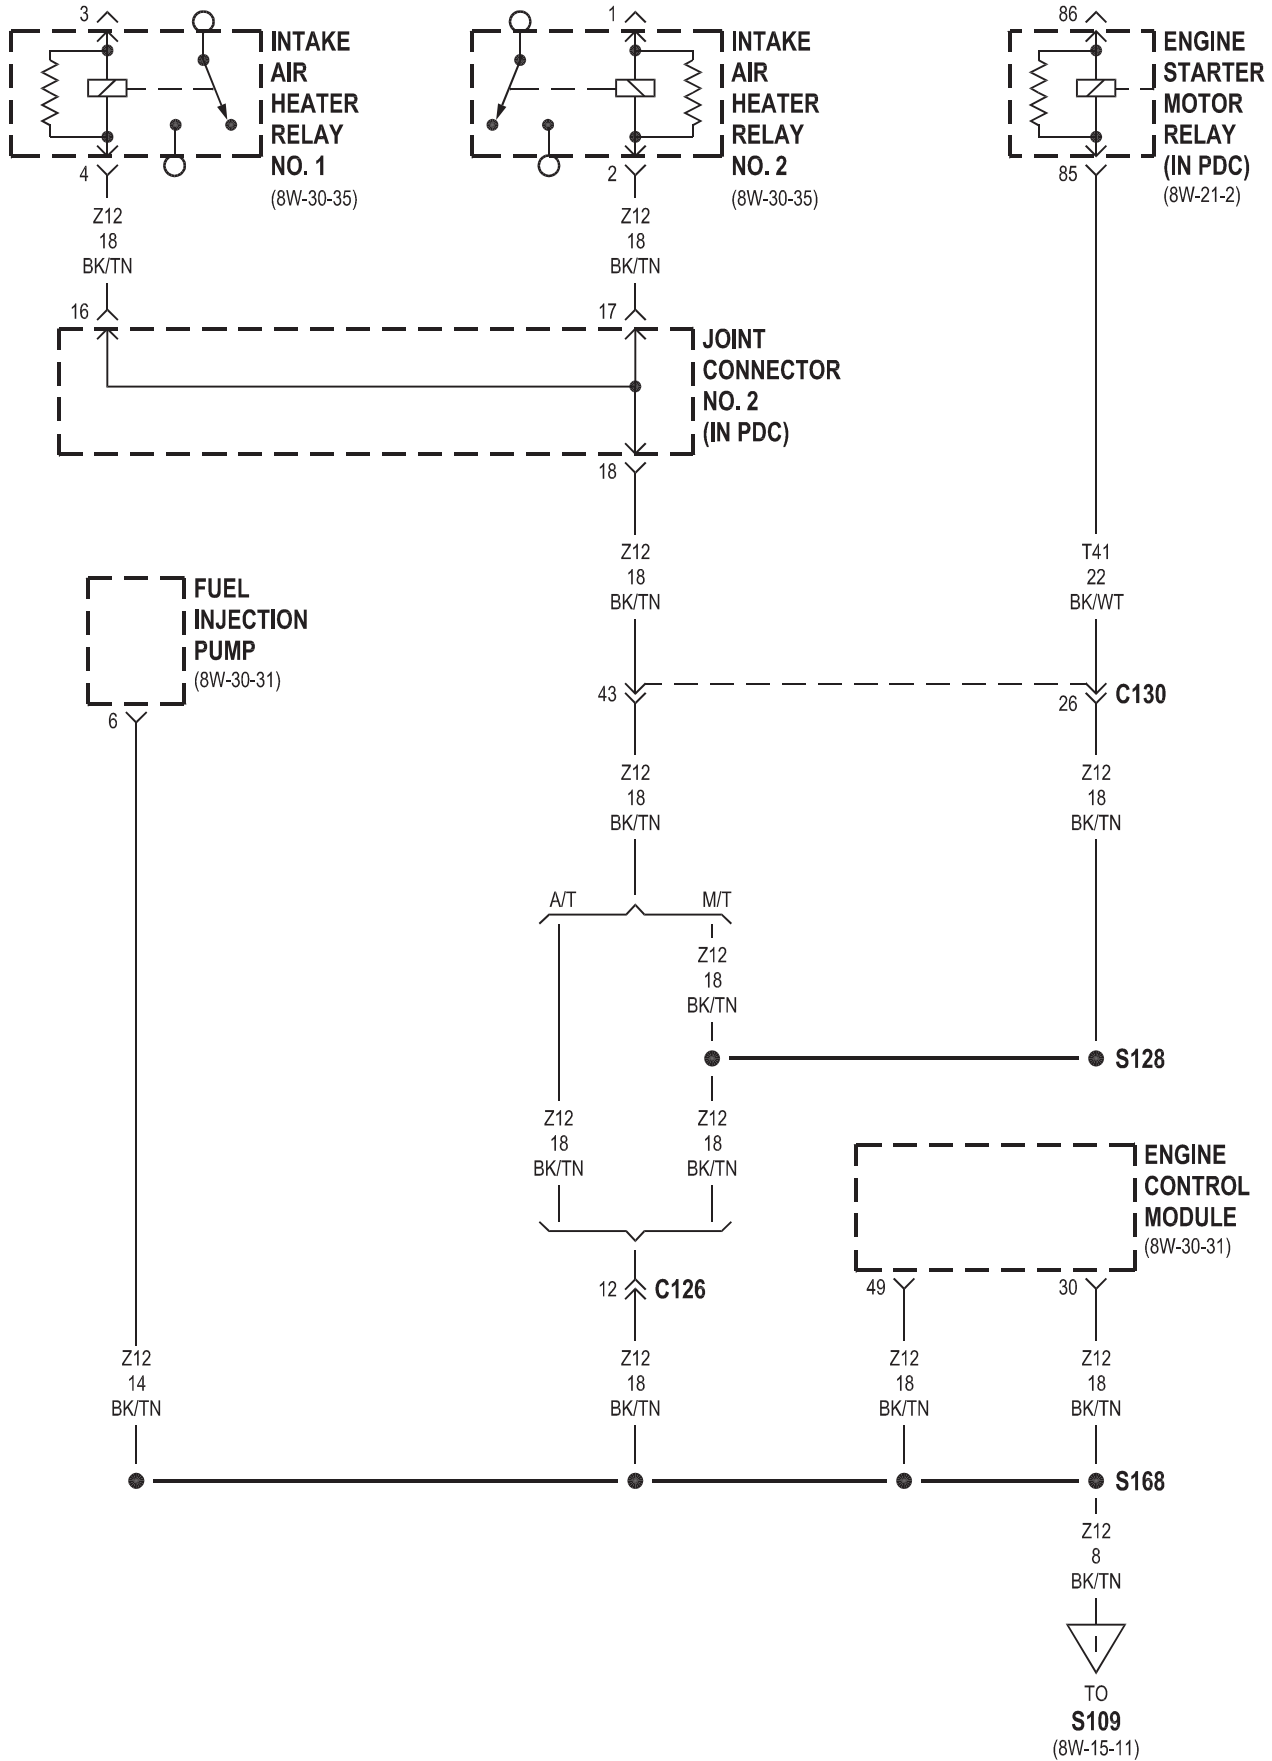 3
INTAKE
AIR
HEATER
RELAY
NO. 1
(8W-30-35)
4
Z12
18
BK/TN
16
1
INTAKE
AIR
HEATER
RELAY
NO. 2
(8W-30-35)
2
Z12
18
BK/TN
17
86
ENGINE
STARTER
MOTOR
RELAY
(IN PDC)
(8W-21-2)
85
JOINT
CONNECTOR
NO. 2
(IN PDC)
18
Z12
18
BK/TN
T41
22
BK/WT
FUEL
INJECTION
PUMP
(8W-30-31)
6
43
26
C130
Z12
18
BK/TN
Z12
18
BK/TN
A/T
M/T
Z12
18
BK/TN
S128
Z12
18
BK/TN
Z12
18
BK/TN
ENGINE
CONTROL
MODULE
(8W-30-31)
12
C126
49
30
Z12
14
BK/TN
Z12
18
BK/TN
Z12
18
BK/TN
Z12
18
BK/TN
S168
Z12
8
BK/TN
I
TO
S109
(8W-15-11)